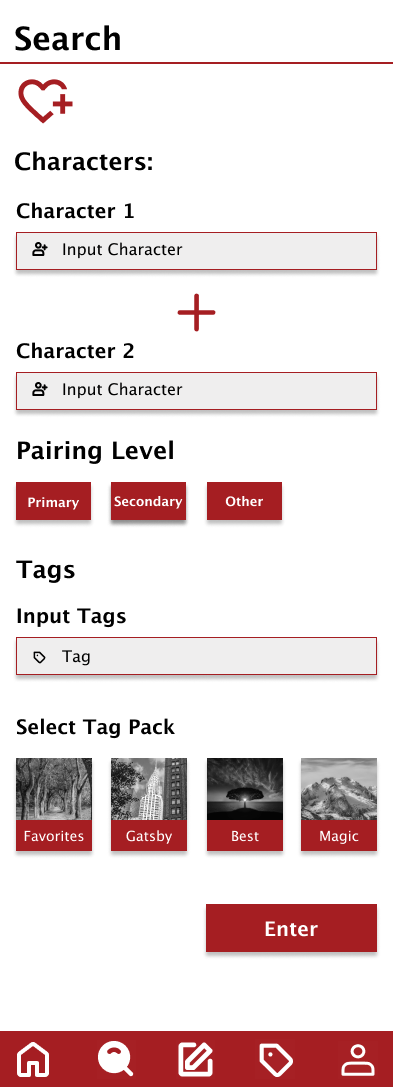 Search
Characters:
Character 1
Input Character
Character 2
Input Character
Pairing Level
Primary Secondary Other
Tags
Input Tags
Tag
Select Tag Pack
Favorites Gatsby Best Magic
Enter